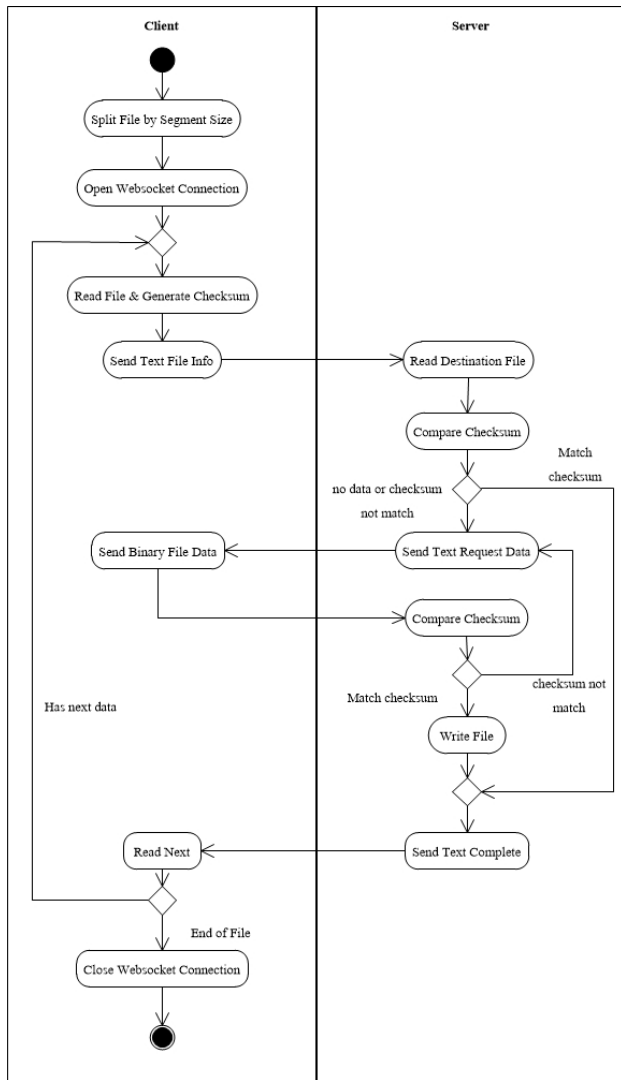 Client
Server
Split File by Segment Size
Open Websocket Connection
Read File & Generate Checksum
Send Text File Info
Read Destination File
Compare Checksum
Match
checksum
no data or checksum
not match
Send Binary File Data
Send Text Request Data
Compare Checksum
checksum not
match
Match checksum
Has next data
Write File
Read Next
Send Text Complete
End of File
Close Websocket Connection